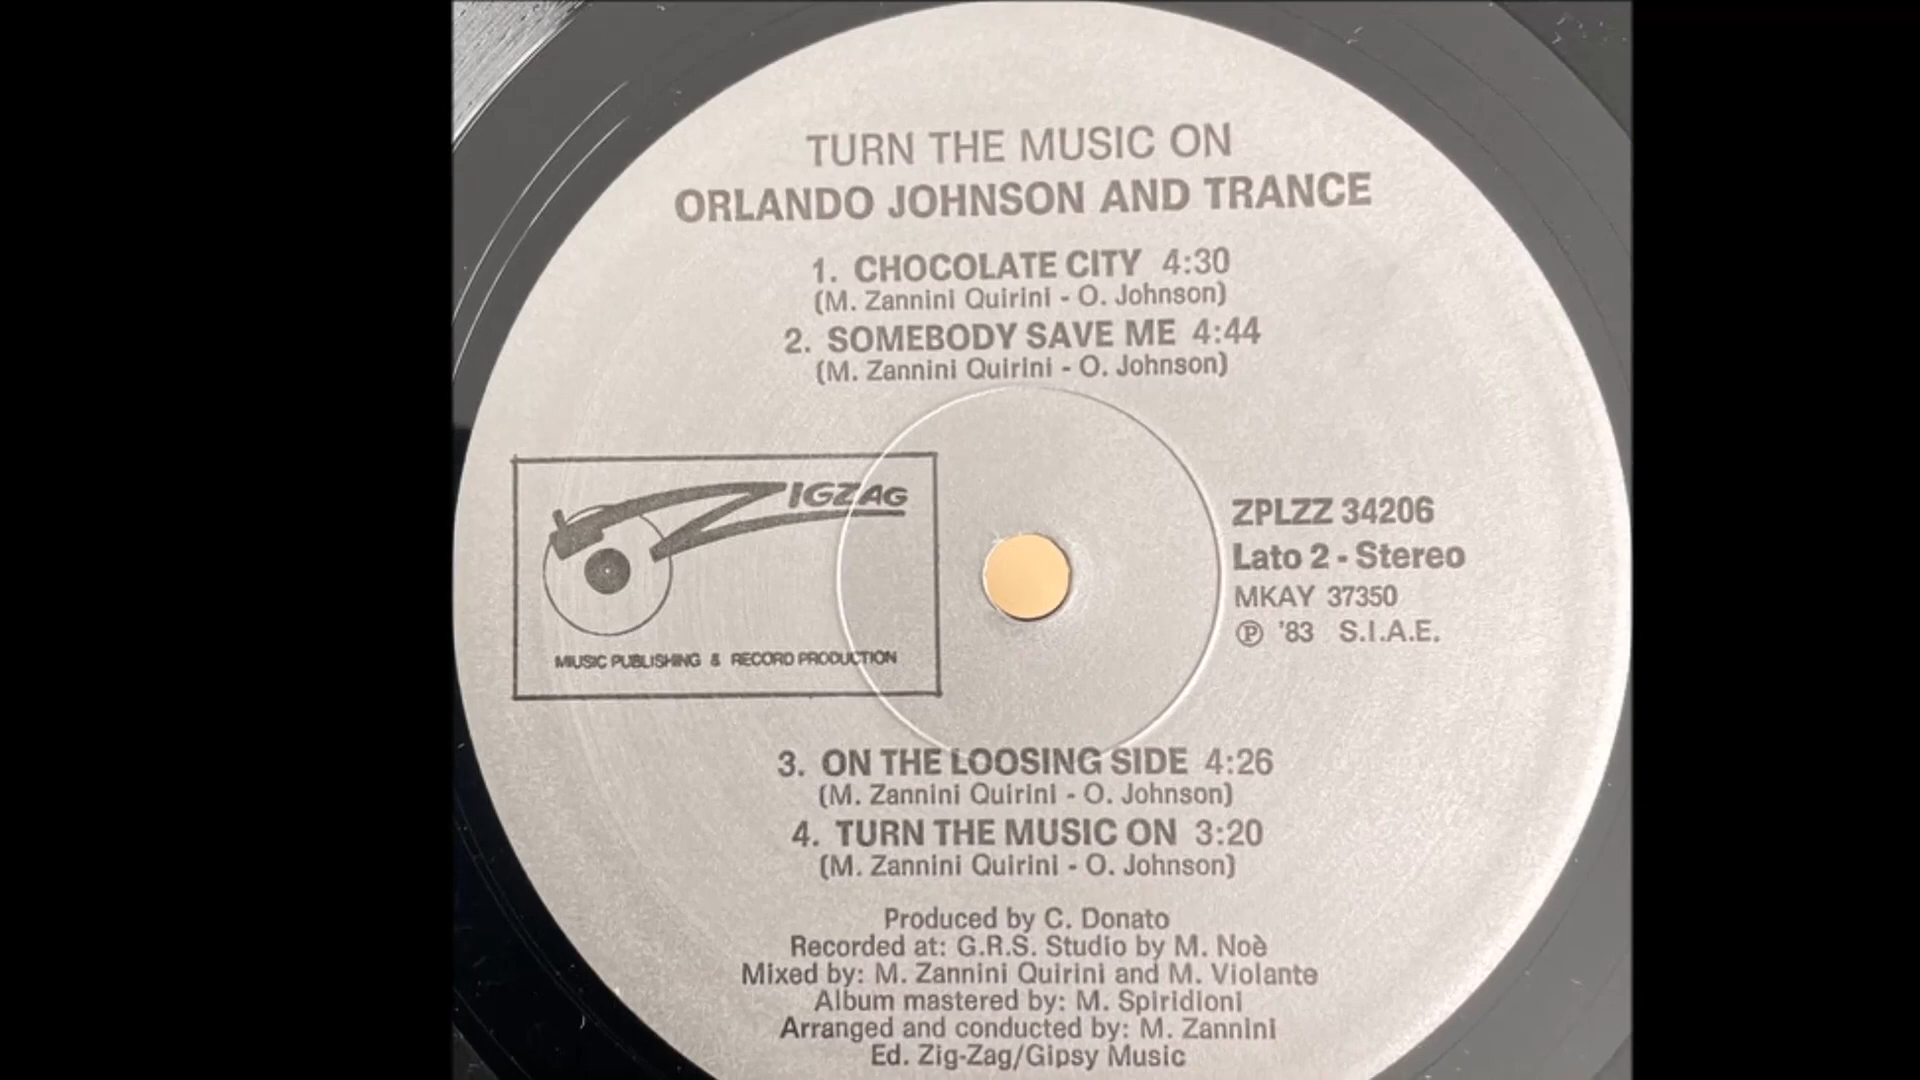 TURN THE MUSIC ON
ORLANDO JOHNSON AND TRANCE
1. CHOCOLATE CITY 4:30
(M. Zannini Quirini - O. Johnson)
2. SOMEBODY SAVE ME 4:44
(M. Zannini Quirini - O. Johnson)
ZIGZAG
MUSIC PUBLISHING & RECORD PRODUCTION
ZPLZZ 34206
Lato 2 - Stereo
MKAY 37350
Ⓟ '83 S.I.A.E.
3. ON THE LOOSING SIDE 4:26
(M. Zannini Quirini - O. Johnson)
4. TURN THE MUSIC ON 3:20
(M. Zannini Quirini - O. Johnson)
Produced by C. Donato
Recorded at: G.R.S. Studio by M. Noè
Mixed by: M. Zannini Quirini and M. Violante
Album mastered by: M. Spiridioni
Arranged and conducted by: M. Zannini
Ed. Zig-Zag/Gipsy Music